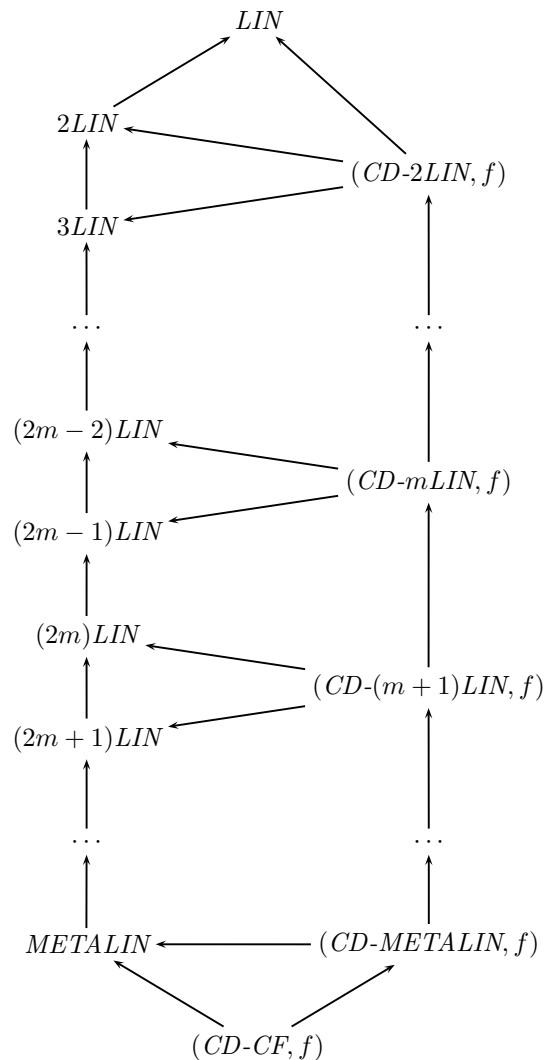 LIN
2LIN
(CD-2LIN, f)
3LIN
... ...
(2m − 2)LIN
(CD-mLIN, f)
(2m − 1)LIN
(2m)LIN
(CD-(m + 1)LIN, f)
(2m + 1)LIN
... ...
METALIN (CD-METALIN, f)
(CD-CF, f)